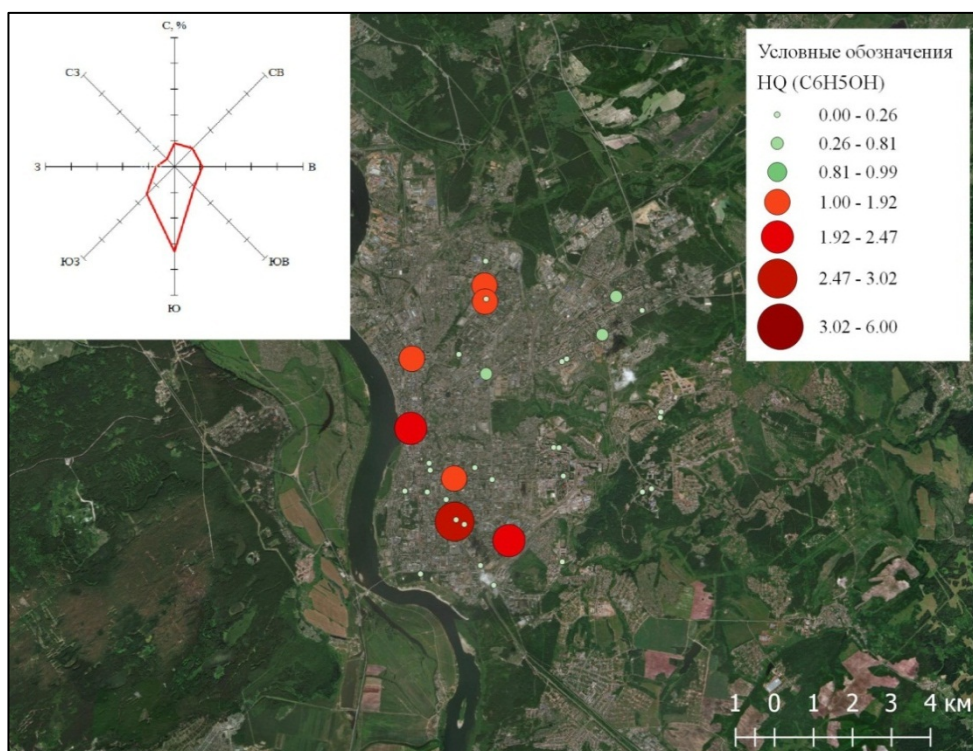 С, %
СЗ
СВ
З
В
ЮЗ
ЮВ
Ю
Условные обозначения
HQ (C6H5OH)
0.00 - 0.26
0.26 - 0.81
0.81 - 0.99
1.00 - 1.92
1.92 - 2.47
2.47 - 3.02
3.02 - 6.00
1 0 1 2 3 4 км